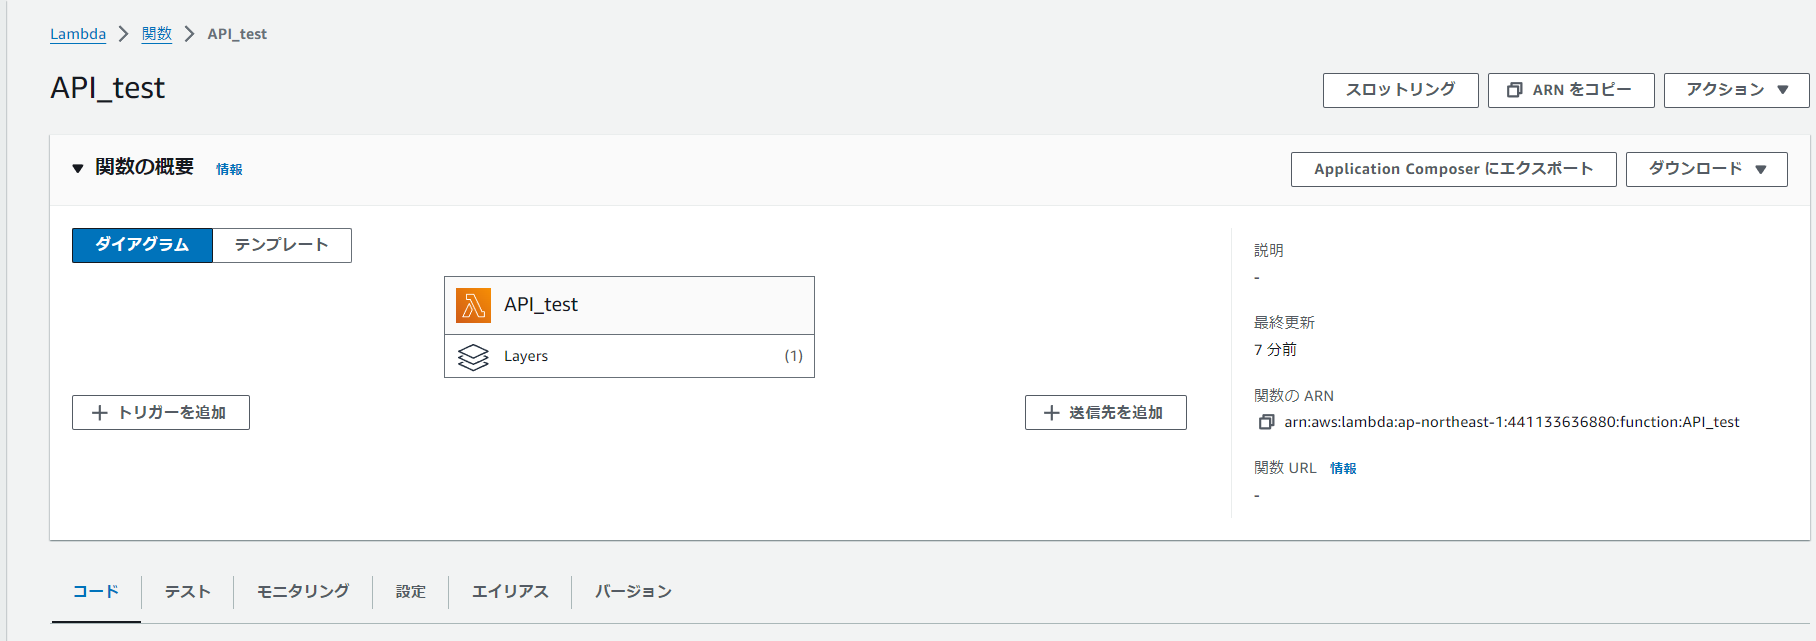 Lambda > 関数 > API_test
API_test
スロットリング
ARN をコピー
アクション ▼
▼ 関数の概要 情報
Application Composer にエクスポート
ダウンロード ▼
ダイアグラム
テンプレート
API_test
Layers (1)
+ トリガーを追加
+ 送信先を追加
説明
-
最終更新
7 分前
関数の ARN
arn:aws:lambda:ap-northeast-1:441133636880:function:API_test
関数 URL 情報
-
コード
テスト
モニタリング
設定
エイリアス
バージョン